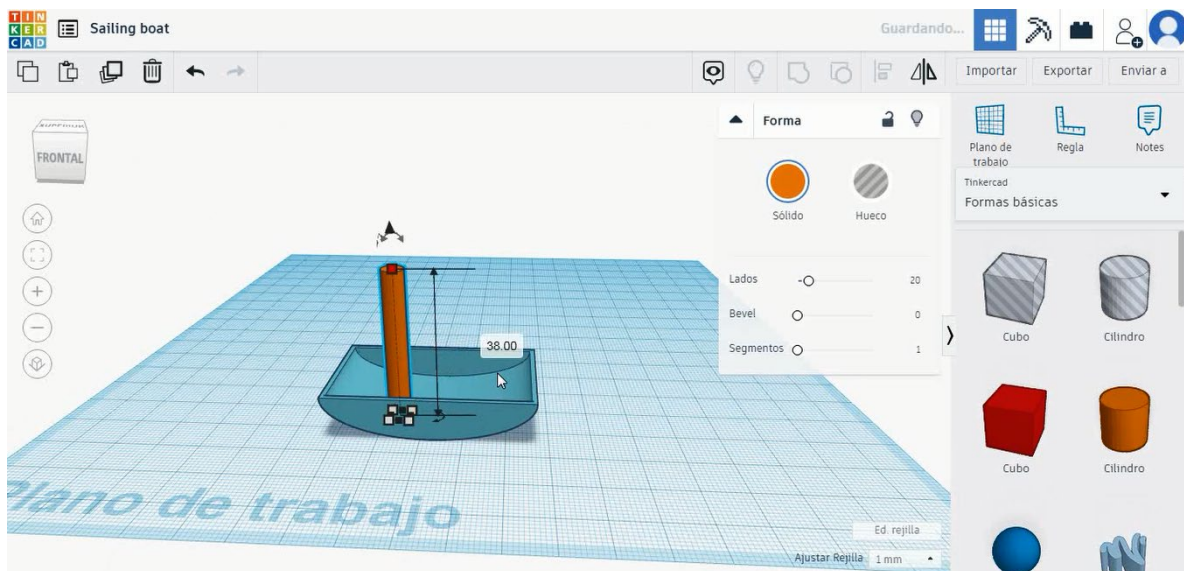 TIN
KER
CAD
Sailing boat
Guardando...
Importar
Exportar
Enviar a
SUPERIOR
FRONTAL
Forma
Sólido
Hueco
Lados
20
Bevel
0
Segmentos
1
38.00
Plano de trabajo
Ed. rejilla
Ajustar Rejilla
1 mm
Plano de
trabajo
Regla
Notes
Tinkercad
Formas básicas
Cubo
Cilindro
Cubo
Cilindro